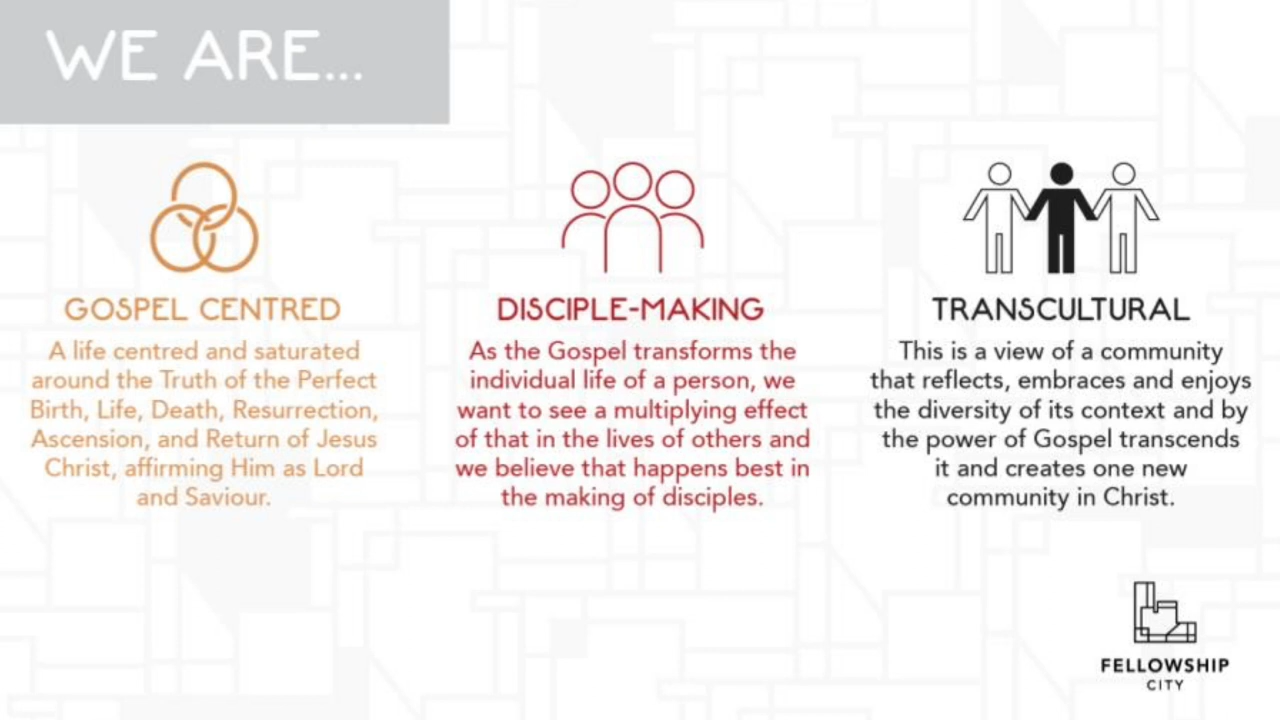 WE ARE...
GOSPEL CENTRED
A life centred and saturated
around the Truth of the Perfect
Birth, Life, Death, Resurrection,
Ascension, and Return of Jesus
Christ, affirming Him as Lord
and Saviour.
DISCIPLE-MAKING
As the Gospel transforms the
individual life of a person, we
want to see a multiplying effect
of that in the lives of others and
we believe that happens best in
the making of disciples.
TRANSCULTURAL
This is a view of a community
that reflects, embraces and enjoys
the diversity of its context and by
the power of Gospel transcends
it and creates one new
community in Christ.
FELLOWSHIP
CITY